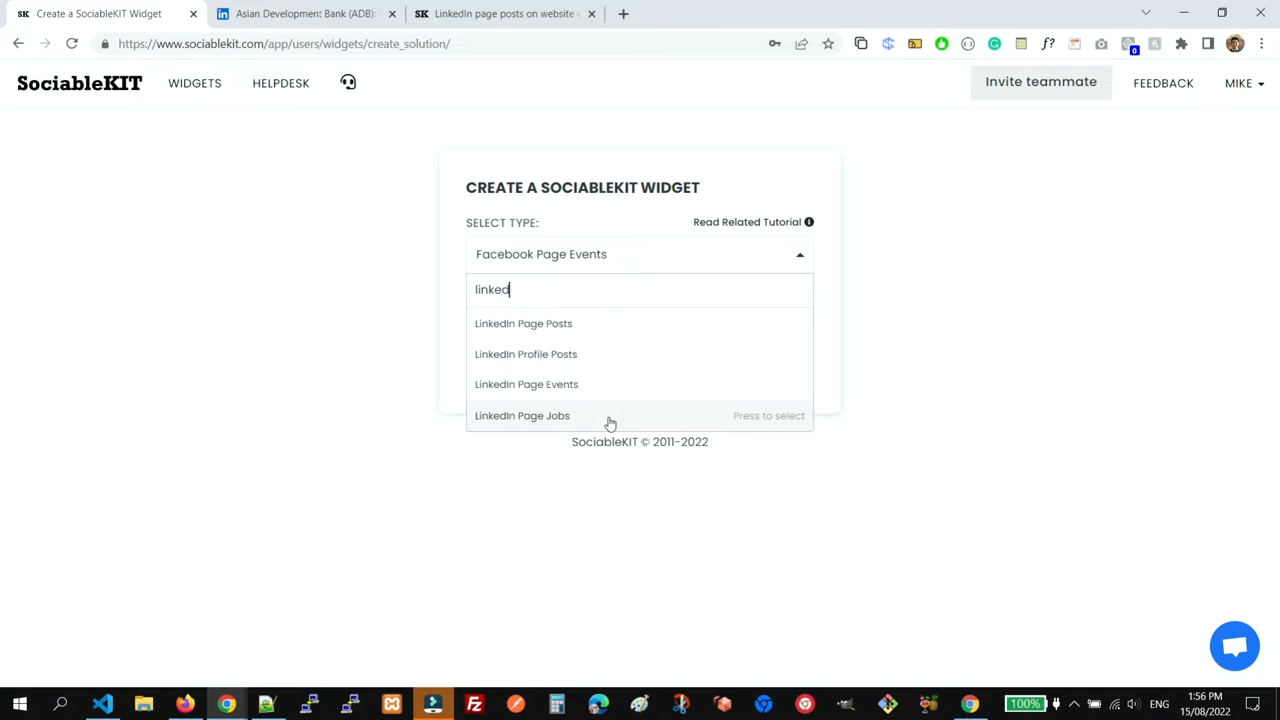 SK Create a SociableKIT Widget
Asian Development Bank (ADB):
SK LinkedIn page posts on website
https://www.sociablekit.com/app/users/widgets/create_solution/
f?
0
SociableKIT
WIDGETS
HELPDESK
Invite teammate
FEEDBACK
MIKE
CREATE A SOCIABLEKIT WIDGET
SELECT TYPE:
Read Related Tutorial
Facebook Page Events
linked
LinkedIn Page Posts
LinkedIn Profile Posts
LinkedIn Page Events
LinkedIn Page Jobs
Press to select
SociableKIT © 2011-2022
100%
ENG
1:56 PM
15/08/2022